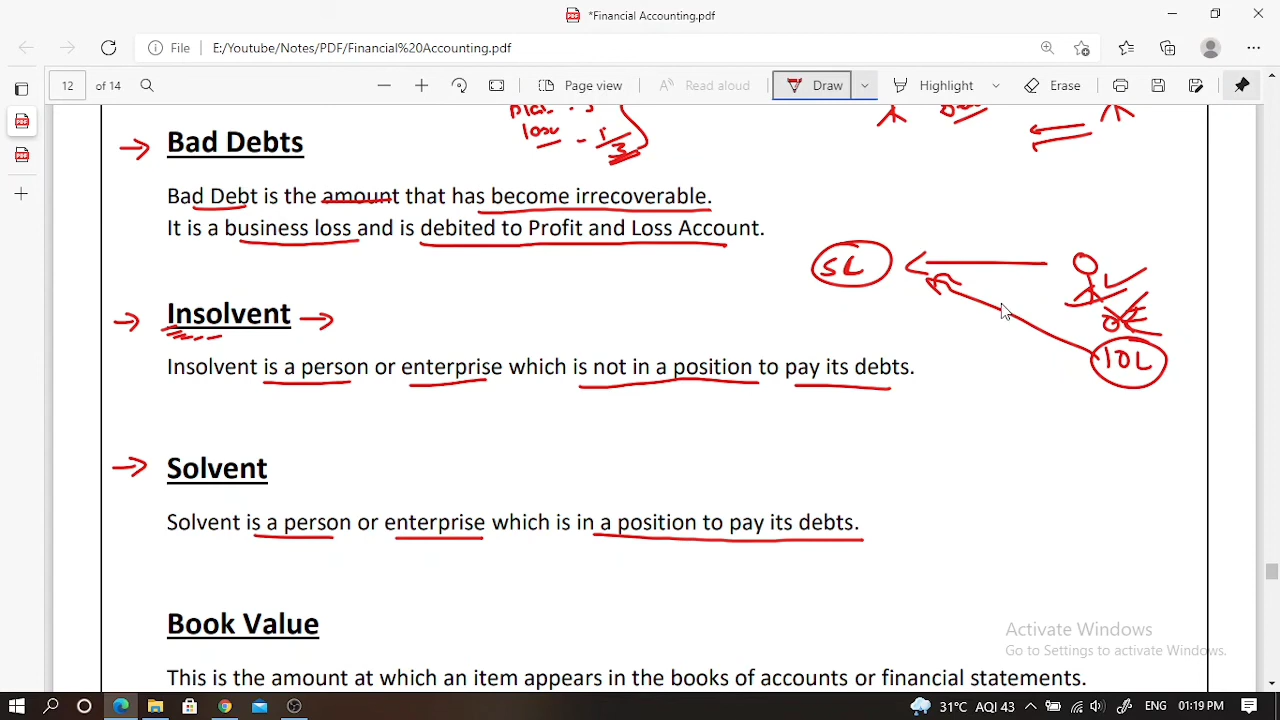 *Financial Accounting.pdf
File E:/Youtube/Notes/PDF/Financial%20Accounting.pdf
12 of 14 Page view Read aloud Draw Highlight Erase
loss - 1/3
Bad Debts
Bad Debt is the amount that has become irrecoverable.
It is a business loss and is debited to Profit and Loss Account.
5L
Insolvent
10L
Insolvent is a person or enterprise which is not in a position to pay its debts.
Solvent
Solvent is a person or enterprise which is in a position to pay its debts.
Book Value
Activate Windows
Go to Settings to activate Windows.
This is the amount at which an item appears in the books of accounts or financial statements.
31°C AQI 43 ENG 01:19 PM